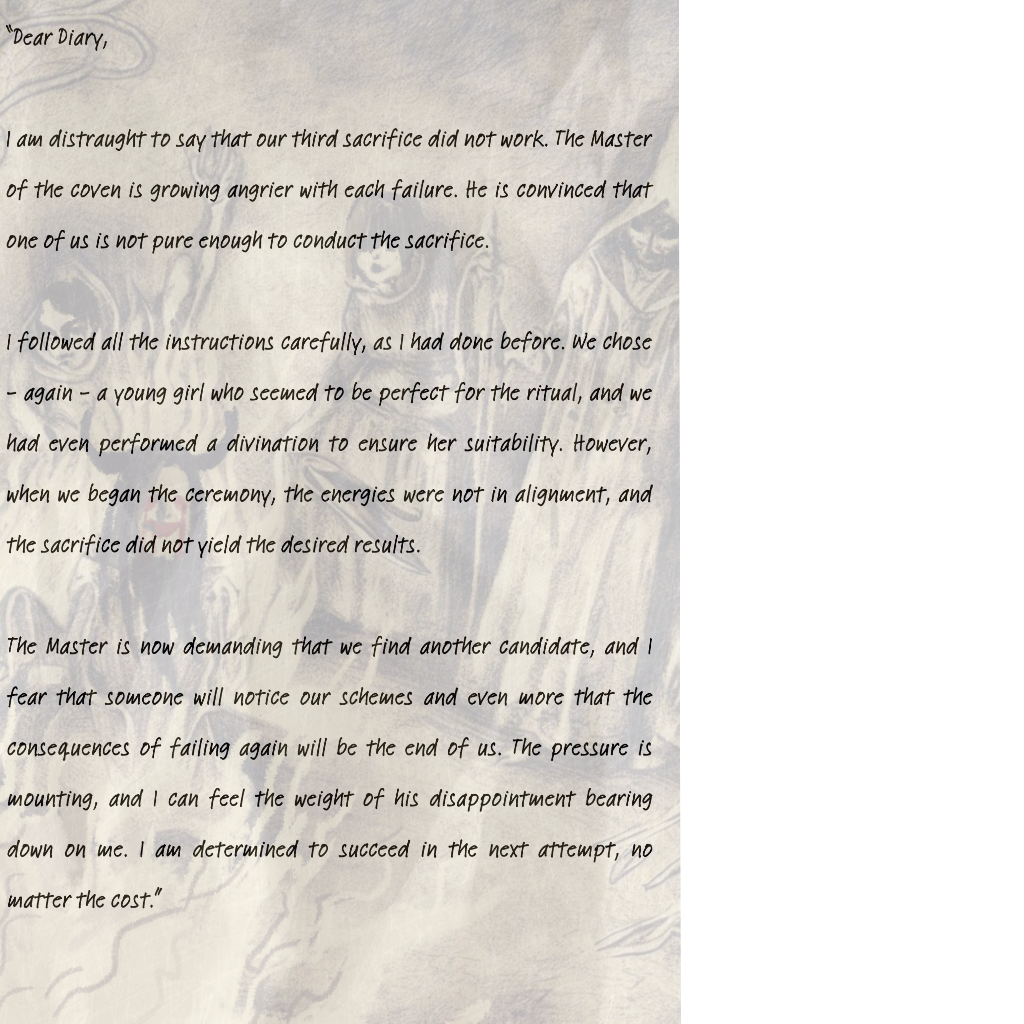 "Dear Diary,
I am distraught to say that our third sacrifice did not work. The Master
of the coven is growing angrier with each failure. He is convinced that
one of us is not pure enough to conduct the sacrifice.
I followed all the instructions carefully, as I had done before. We chose
– again – a young girl who seemed to be perfect for the ritual, and we
had even performed a divination to ensure her suitability. However,
when we began the ceremony, the energies were not in alignment, and
the sacrifice did not yield the desired results.
The Master is now demanding that we find another candidate, and I
fear that someone will notice our schemes and even more that the
consequences of failing again will be the end of us. The pressure is
mounting, and I can feel the weight of his disappointment bearing
down on me. I am determined to succeed in the next attempt, no
matter the cost."